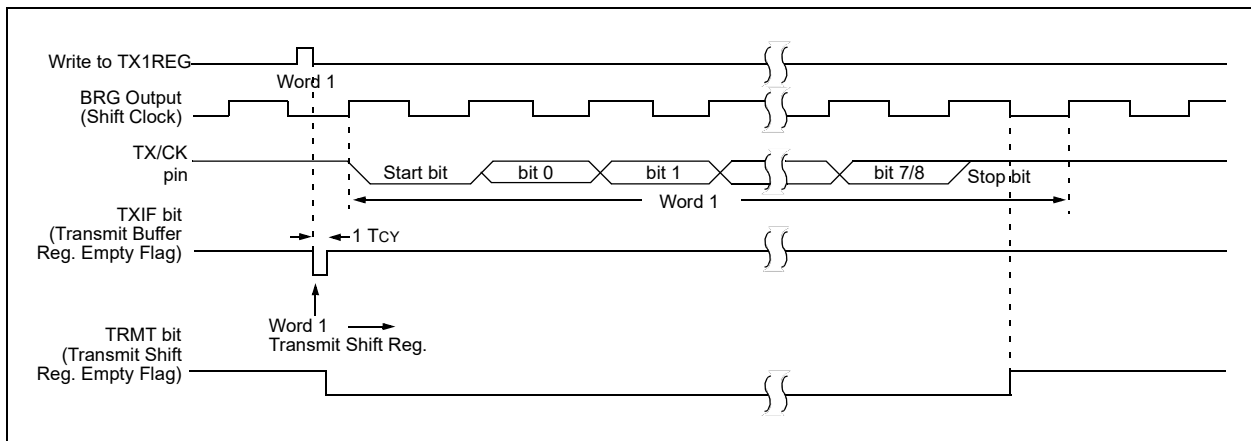 Write to TX1REG
Word 1
BRG Output
(Shift Clock)
TX/CK
pin
Start bit
bit 0
bit 1
bit 7/8
Stop bit
Word 1
TXIF bit
(Transmit Buffer
Reg. Empty Flag)
1 TCY
Word 1
Transmit Shift Reg.
TRMT bit
(Transmit Shift
Reg. Empty Flag)